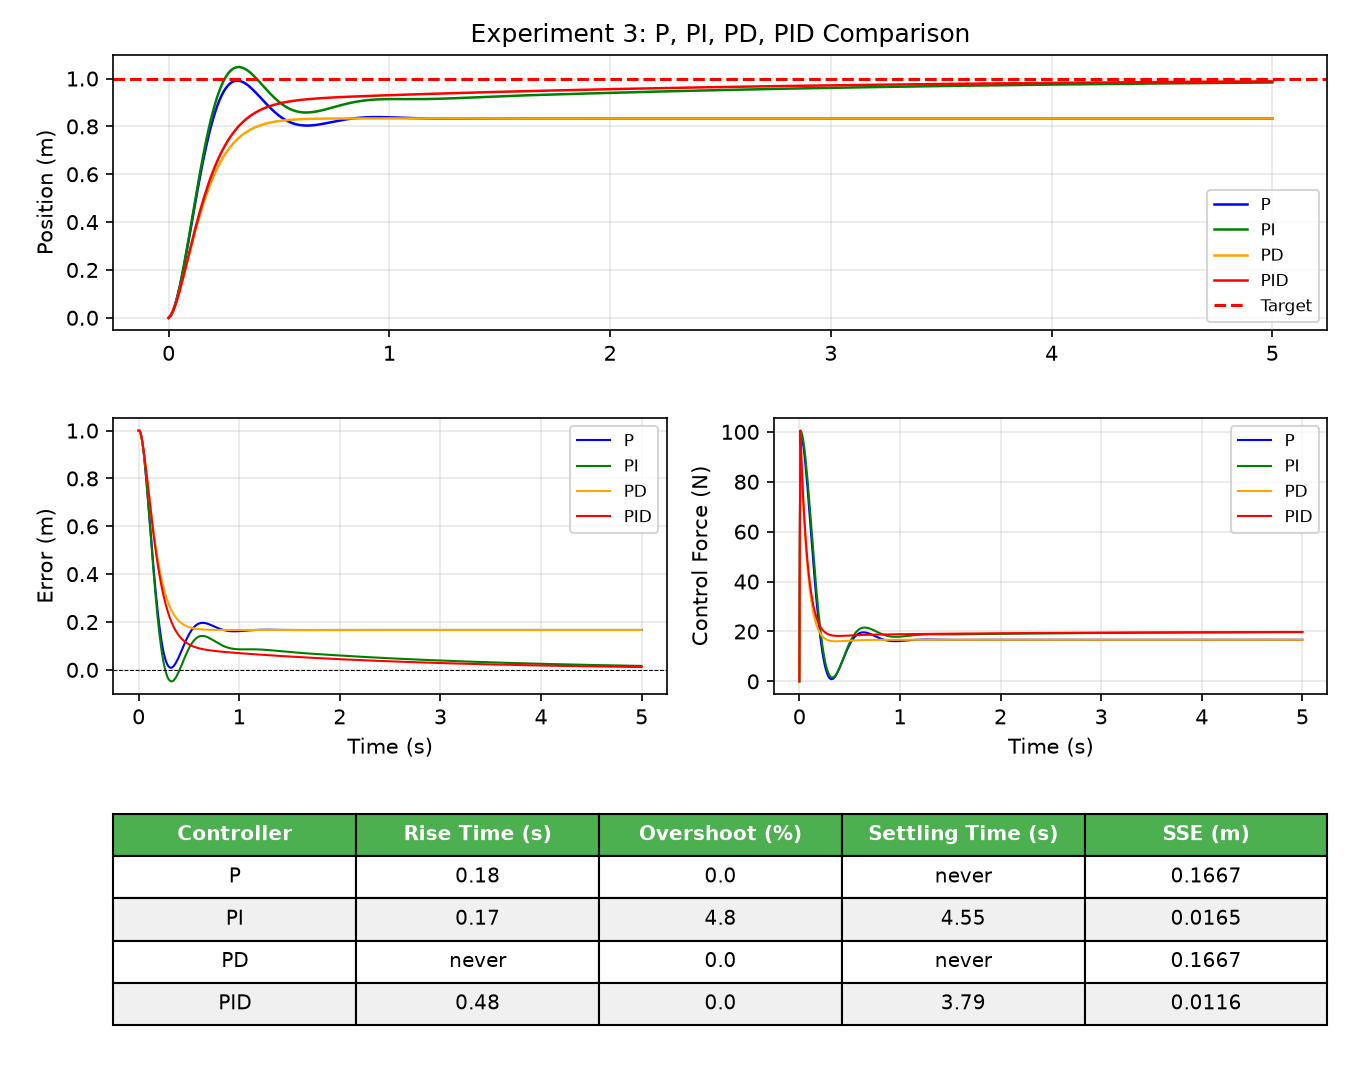 Experiment 3: P, PI, PD, PID Comparison
Position (m)
1.0
0.8
0.6
0.4
0.2
0.0
0 1 2 3 4 5
P
PI
PD
PID
Target
Error (m)
1.0
0.8
0.6
0.4
0.2
0.0
0 1 2 3 4 5
Time (s)
P
PI
PD
PID
Control Force (N)
100
80
60
40
20
0
0 1 2 3 4 5
Time (s)
P
PI
PD
PID
Controller Rise Time (s) Overshoot (%) Settling Time (s) SSE (m)
P 0.18 0.0 never 0.1667
PI 0.17 4.8 4.55 0.0165
PD never 0.0 never 0.1667
PID 0.48 0.0 3.79 0.0116